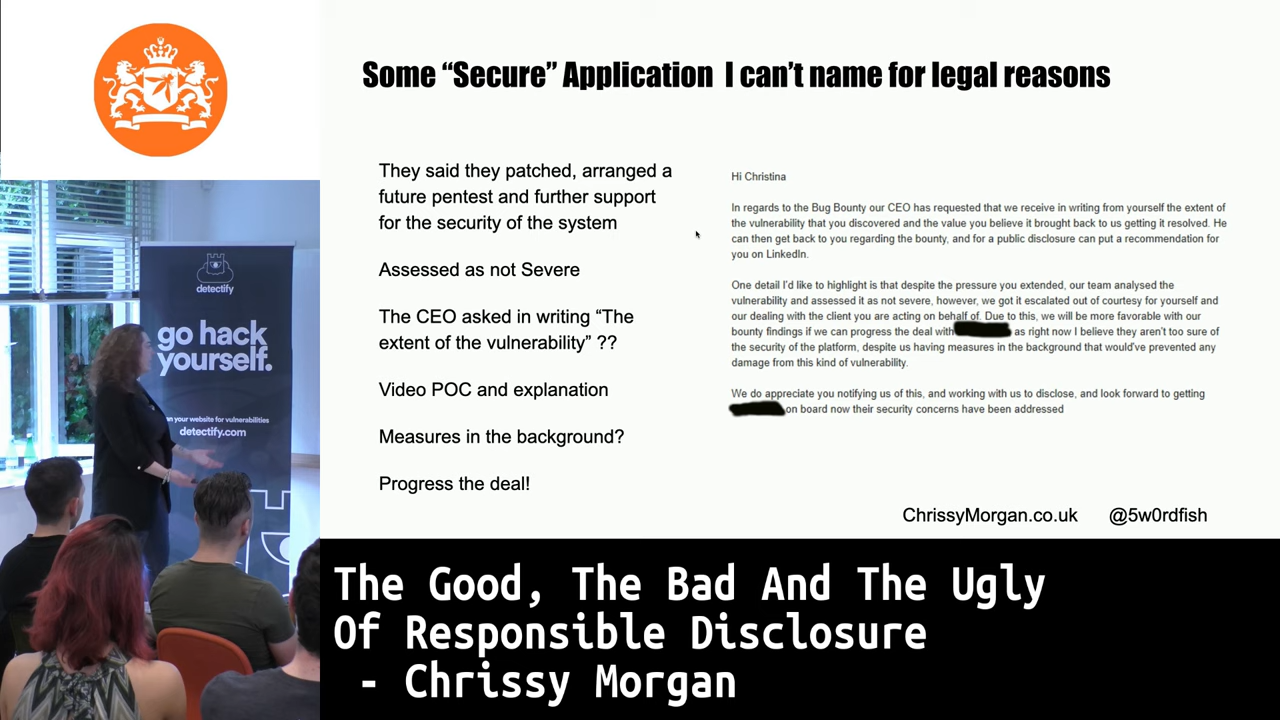 Some “Secure” Application I can’t name for legal reasons
They said they patched, arranged a
future pentest and further support
for the security of the system
Assessed as not Severe
The CEO asked in writing “The
extent of the vulnerability” ??
Video POC and explanation
Measures in the background?
Progress the deal!
Hi Christina
In regards to the Bug Bounty our CEO has requested that we receive in writing from yourself the extent of
the vulnerability that you discovered and the value you believe it brought back to us getting it resolved. He
can then get back to you regarding the bounty, and for a public disclosure can put a recommendation for
you on LinkedIn.
One detail I'd like to highlight is that despite the pressure you extended, our team analysed the
vulnerability and assessed it as not severe, however, we got it escalated out of courtesy for yourself and
our dealing with the client you are acting on behalf of. Due to this, we will be more favorable with our
bounty findings if we can progress the deal with as right now I believe they aren't too sure of
the security of the platform, despite us having measures in the background that would've prevented any
damage from this kind of vulnerability.
We do appreciate you notifying us of this, and working with us to disclose, and look forward to getting
on board now their security concerns have been addressed
ChrissyMorgan.co.uk @5w0rdfish
detectify
go hack
yourself.
your website for vulnerabilities
detectify.com
The Good, The Bad And The Ugly
Of Responsible Disclosure
- Chrissy Morgan